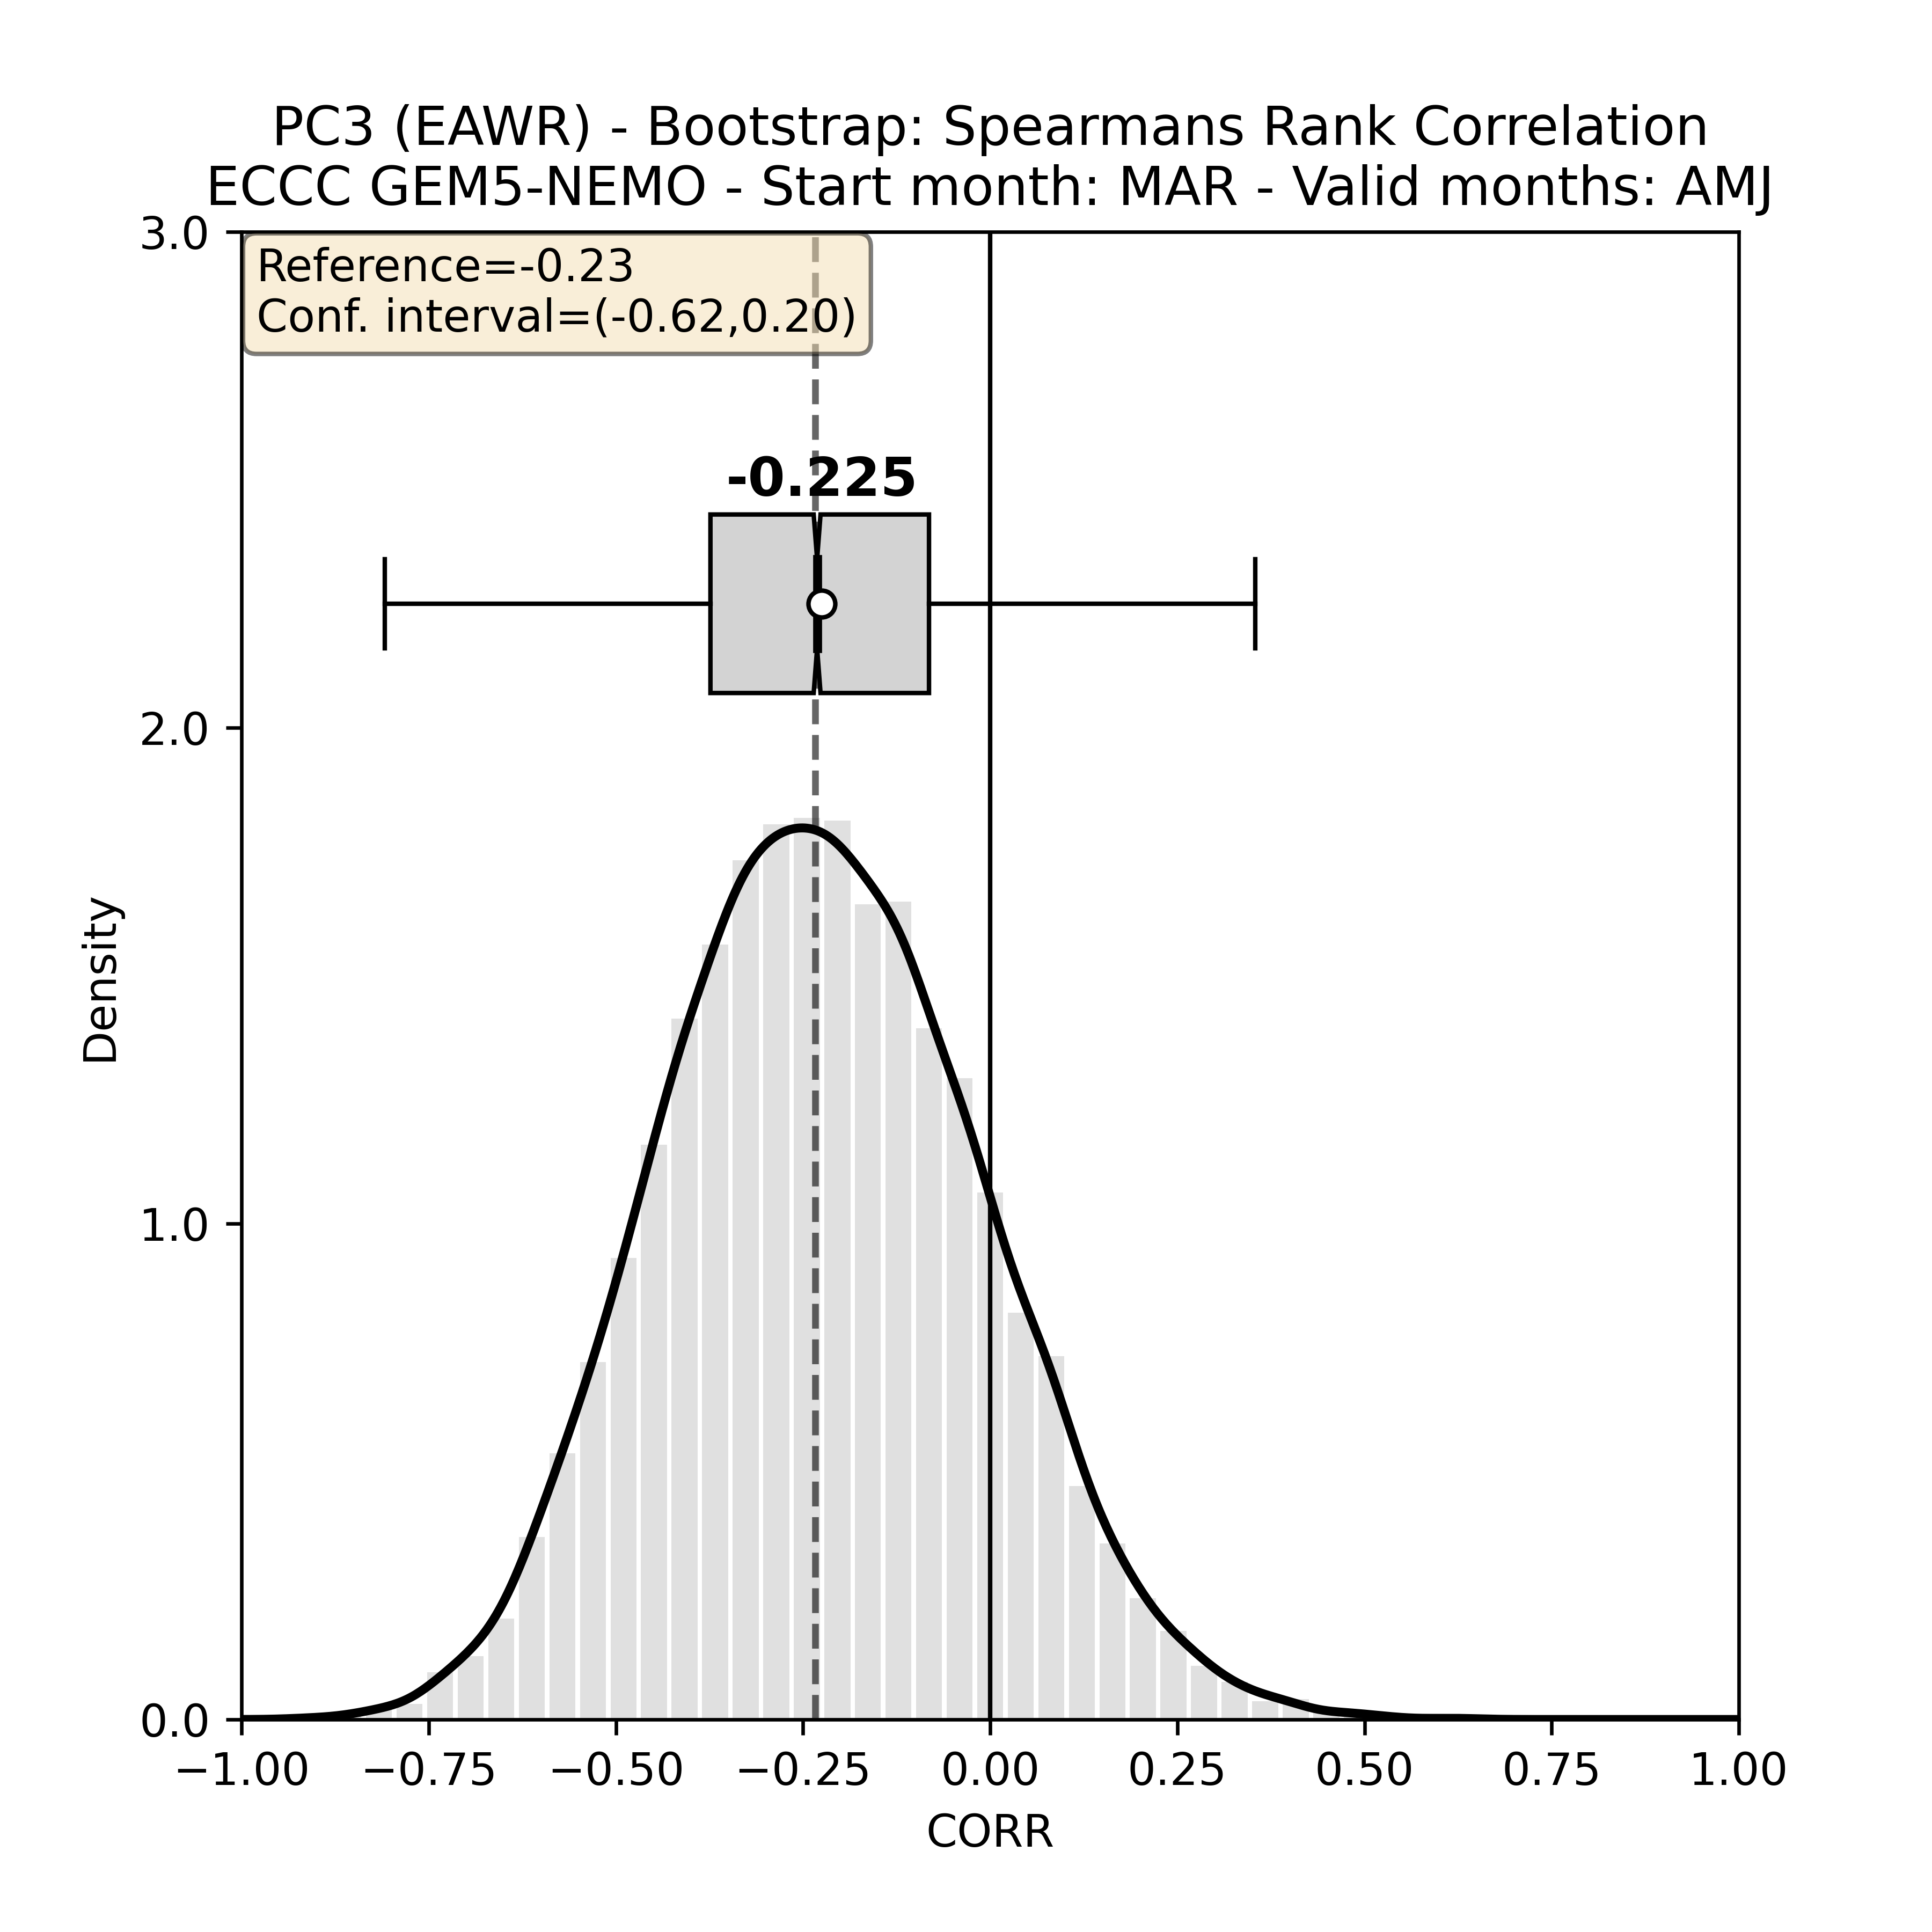 PC3 (EAWR) - Bootstrap: Spearmans Rank Correlation
ECCC GEM5-NEMO - Start month: MAR - Valid months: AMJ
3.0
Reference=-0.23
Conf. interval=(-0.62,0.20)
-0.225
2.0
Density
1.0
0.0
−1.00 −0.75 −0.50 −0.25 0.00 0.25 0.50 0.75 1.00
CORR